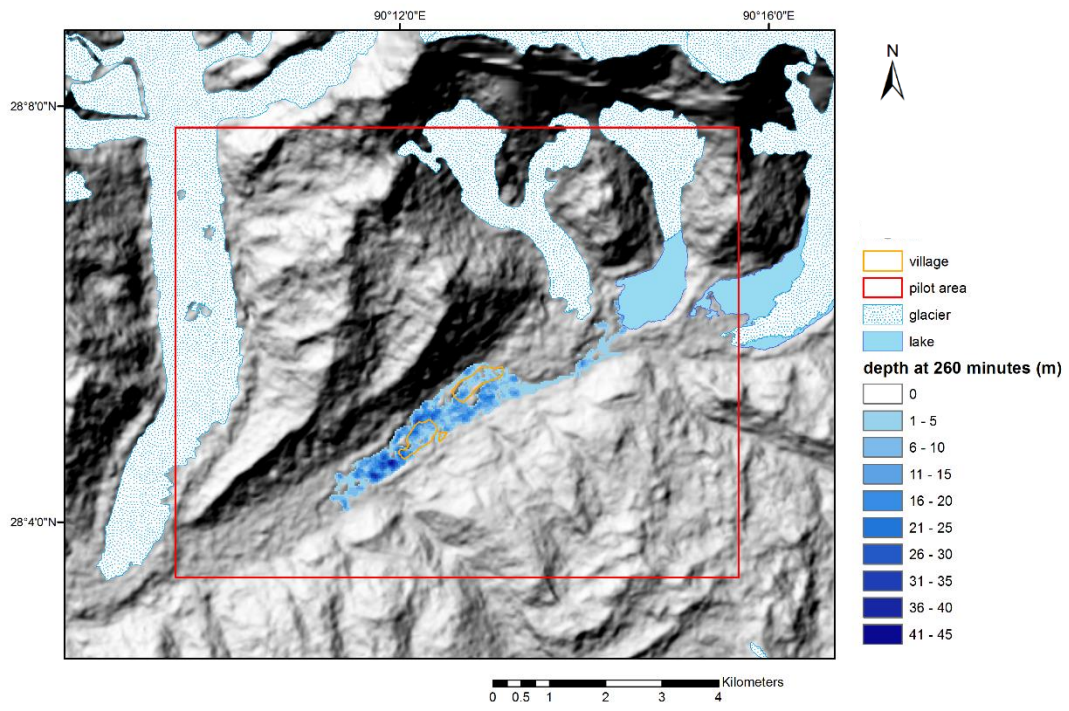 90°12'0"E
90°16'0"E
N
28°8'0"N
28°4'0"N
village
pilot area
glacier
lake
depth at 260 minutes (m)
0
1 - 5
6 - 10
11 - 15
16 - 20
21 - 25
26 - 30
31 - 35
36 - 40
41 - 45
Kilometers
0 0.5 1 2 3 4